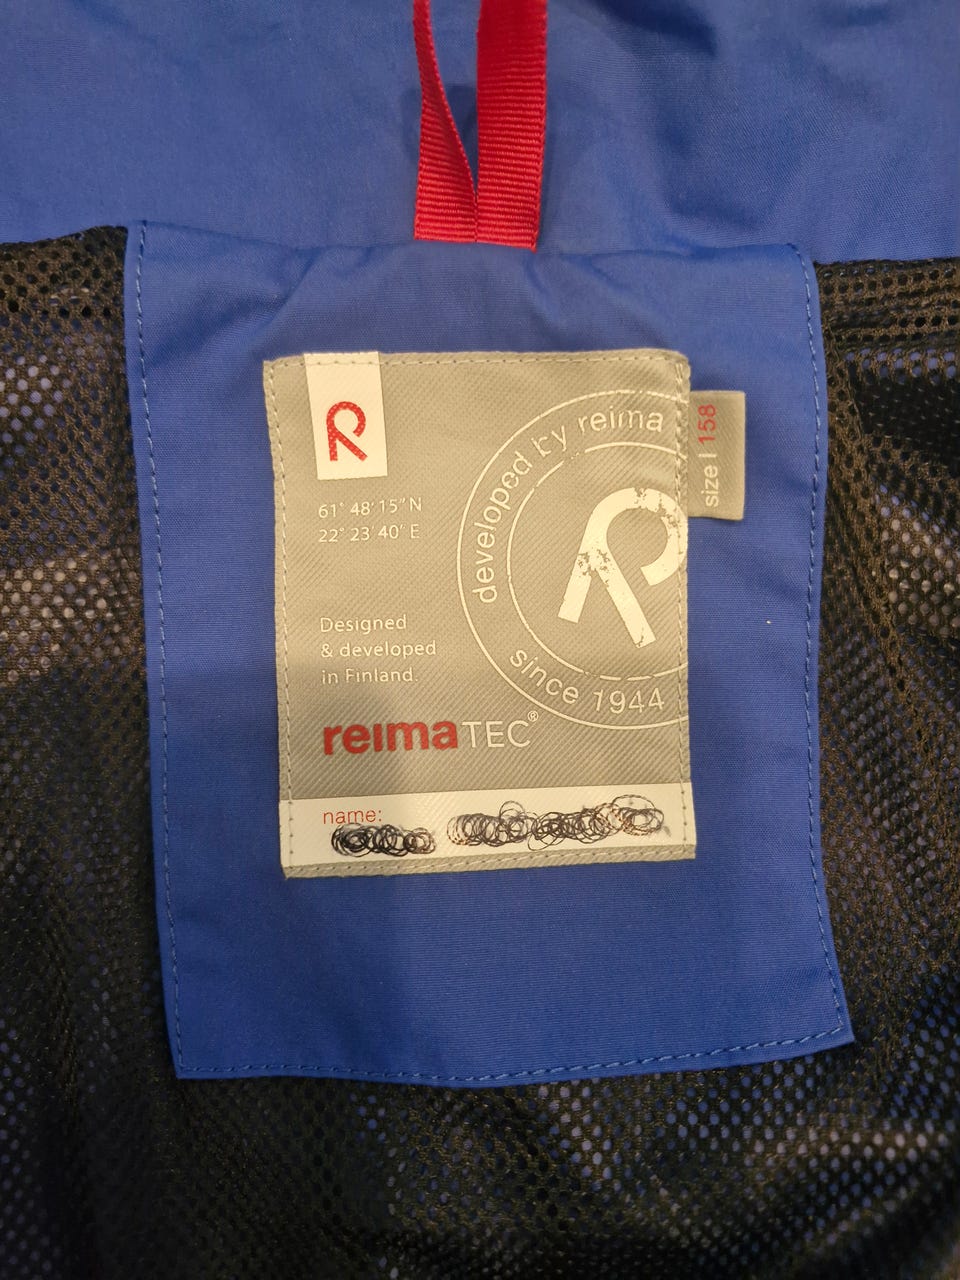 61° 48' 15" N
22° 23' 40" E
developed by reima
since 1944
size | 158
Designed
& developed
in Finland.
reimaTEC®
name: